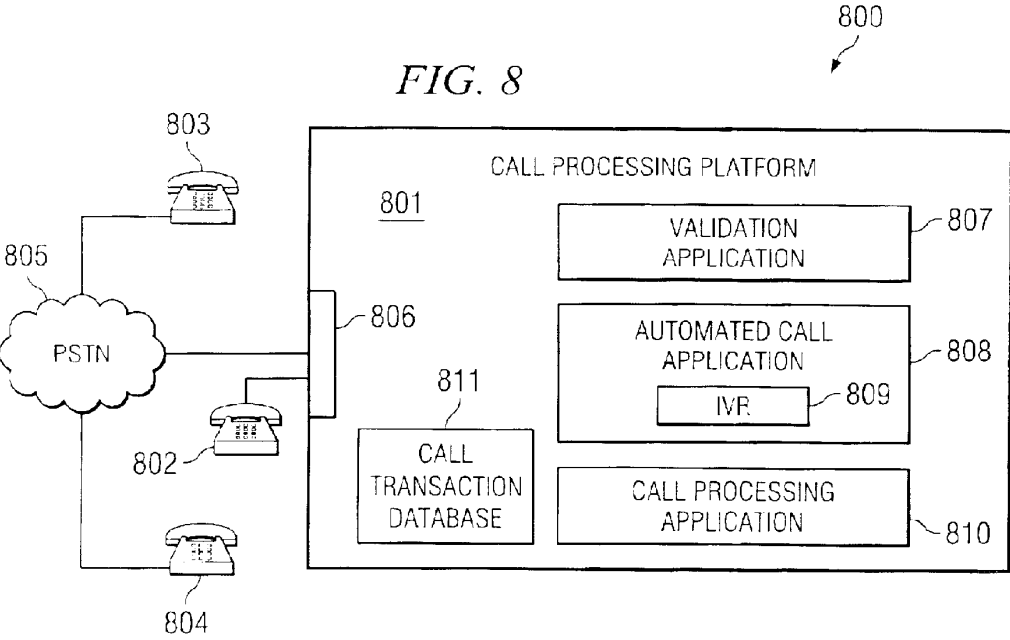 800
FIG. 8
803
CALL PROCESSING PLATFORM
801
VALIDATION
APPLICATION
807
805
PSTN
806
AUTOMATED CALL
APPLICATION
808
IVR
809
811
802
CALL
TRANSACTION
DATABASE
CALL PROCESSING
APPLICATION
810
804